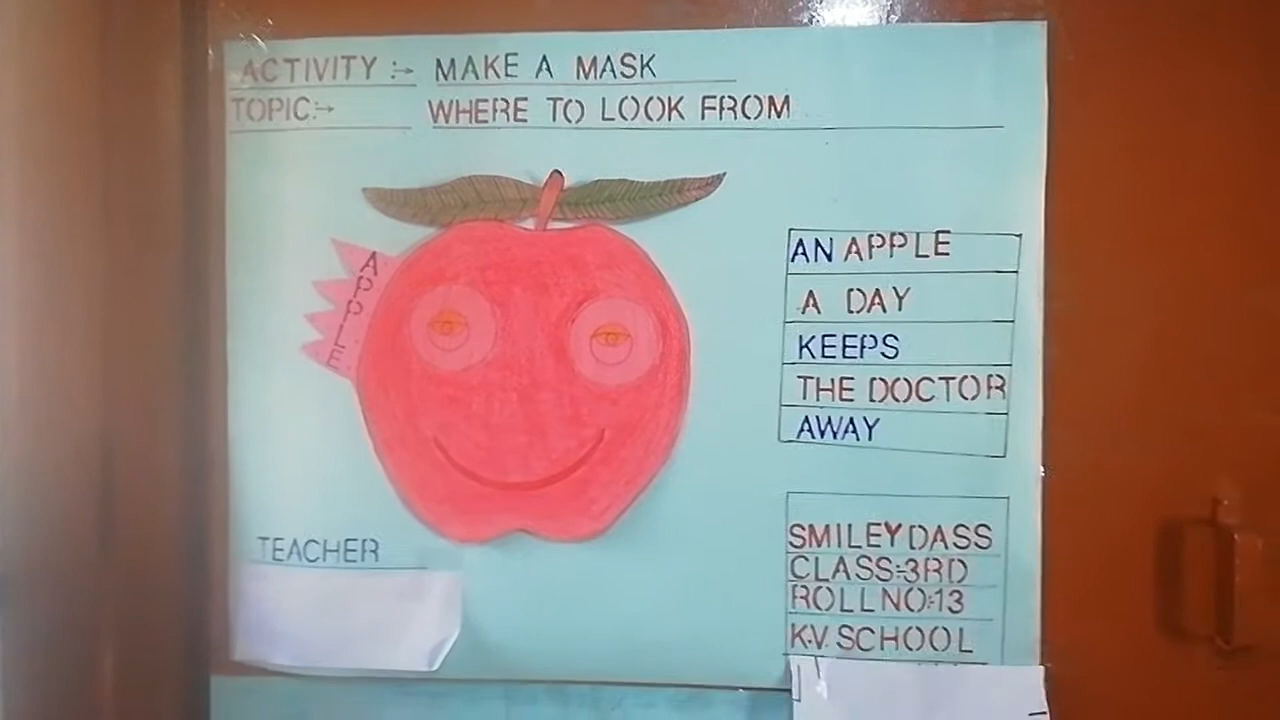 ACTIVITY :→ MAKE A MASK
TOPIC:→ WHERE TO LOOK FROM
APPLE
AN APPLE
A DAY
KEEPS
THE DOCTOR
AWAY
TEACHER
SMILEY DASS
CLASS:-3RD
ROLL NO:-13
K.V. SCHOOL